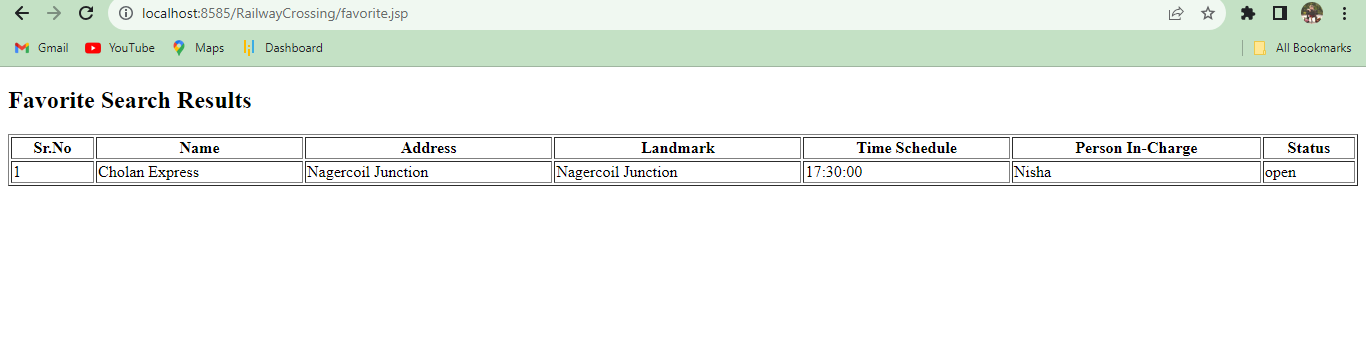 localhost:8585/RailwayCrossing/favorite.jsp
Gmail YouTube Maps Dashboard All Bookmarks
Favorite Search Results
Sr.No Name Address Landmark Time Schedule Person In-Charge Status
1 Cholan Express Nagercoil Junction Nagercoil Junction 17:30:00 Nisha open